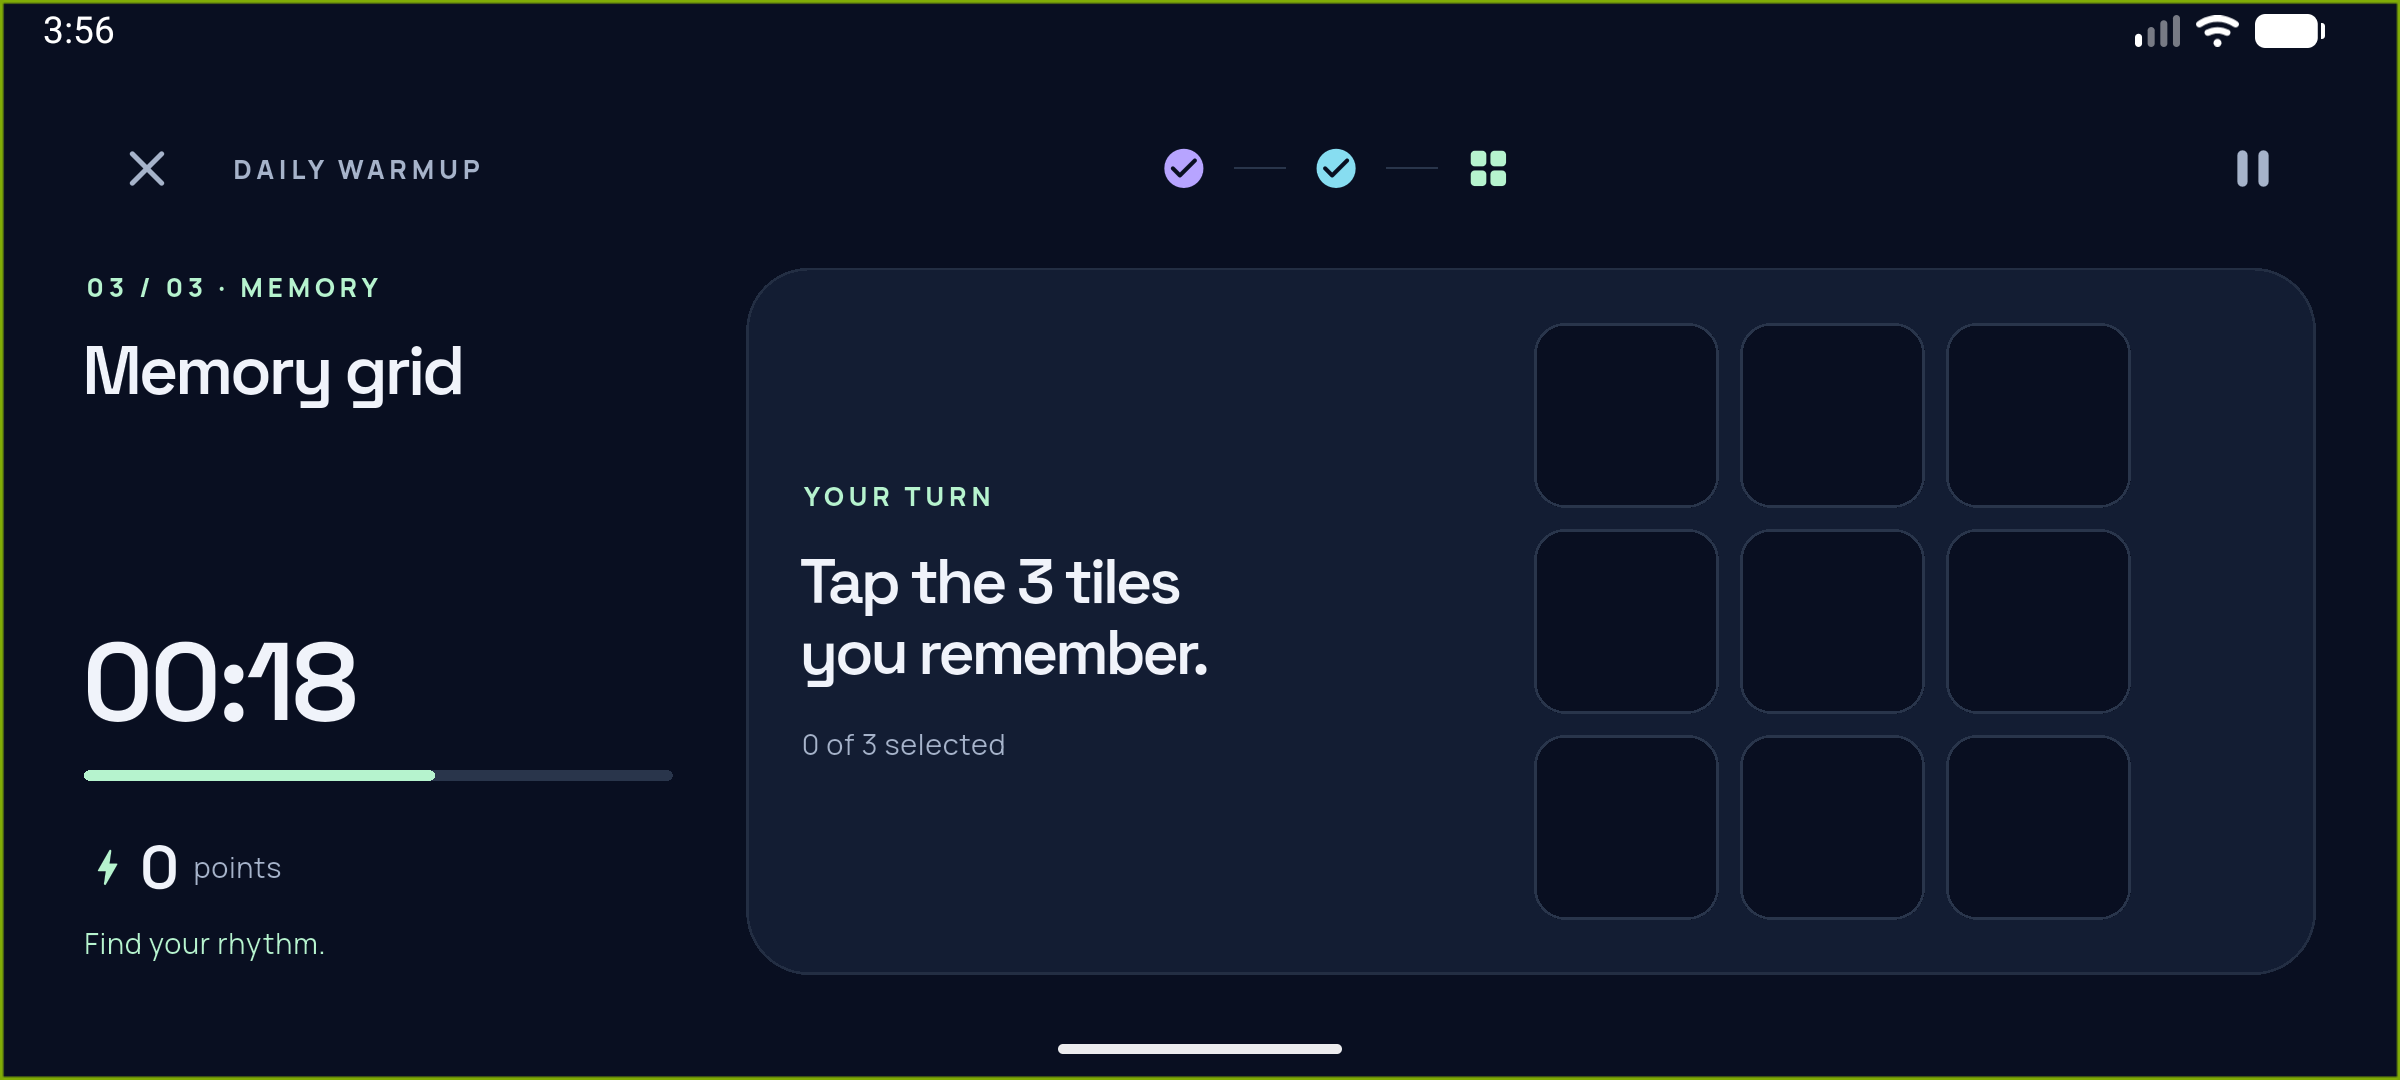 3:56
DAILY WARMUP
03 / 03 · MEMORY
Memory grid
00:18
0 points
Find your rhythm.
YOUR TURN
Tap the 3 tiles
you remember.
0 of 3 selected